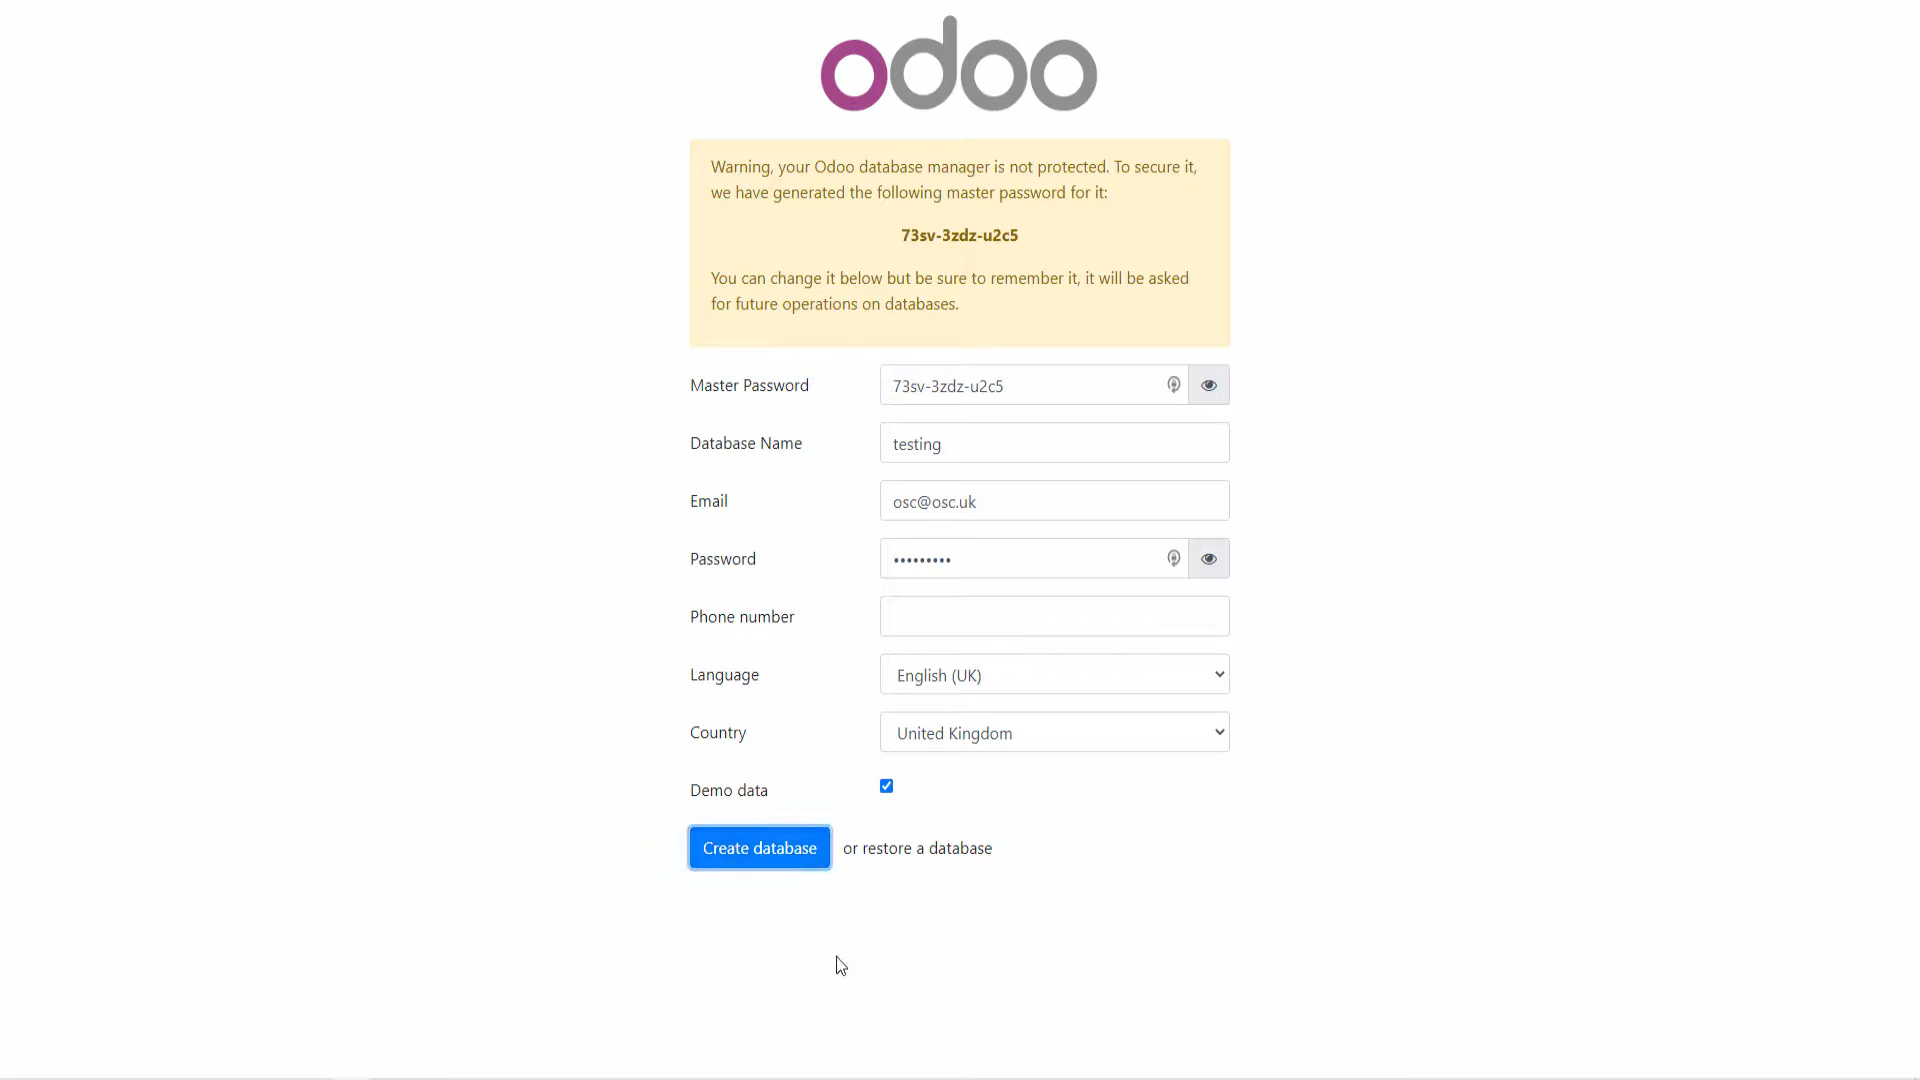 odoo
Warning, your Odoo database manager is not protected. To secure it,
we have generated the following master password for it:
73sv-3zdz-u2c5
You can change it below but be sure to remember it, it will be asked
for future operations on databases.
Master Password 73sv-3zdz-u2c5
Database Name testing
Email osc@osc.uk
Password •••••••••
Phone number
Language English (UK)
Country United Kingdom
Demo data
Create database or restore a database